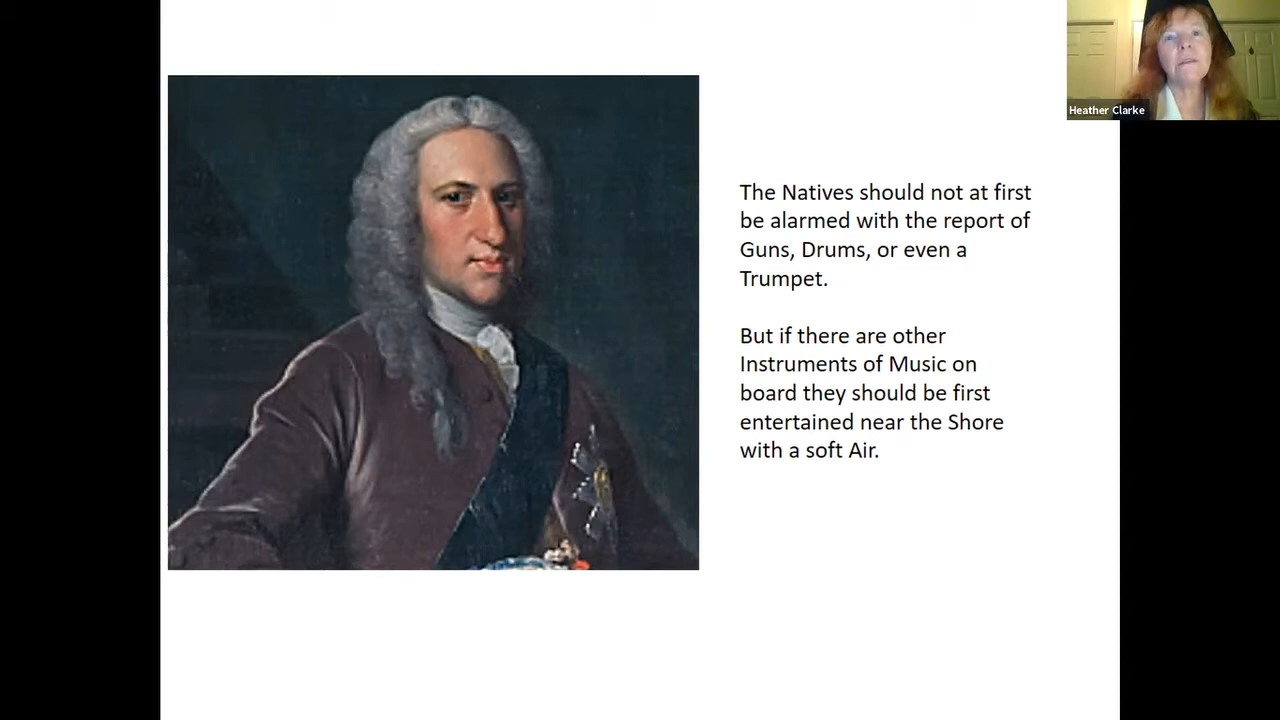 Heather Clarke
The Natives should not at first
be alarmed with the report of
Guns, Drums, or even a
Trumpet.
But if there are other
Instruments of Music on
board they should be first
entertained near the Shore
with a soft Air.